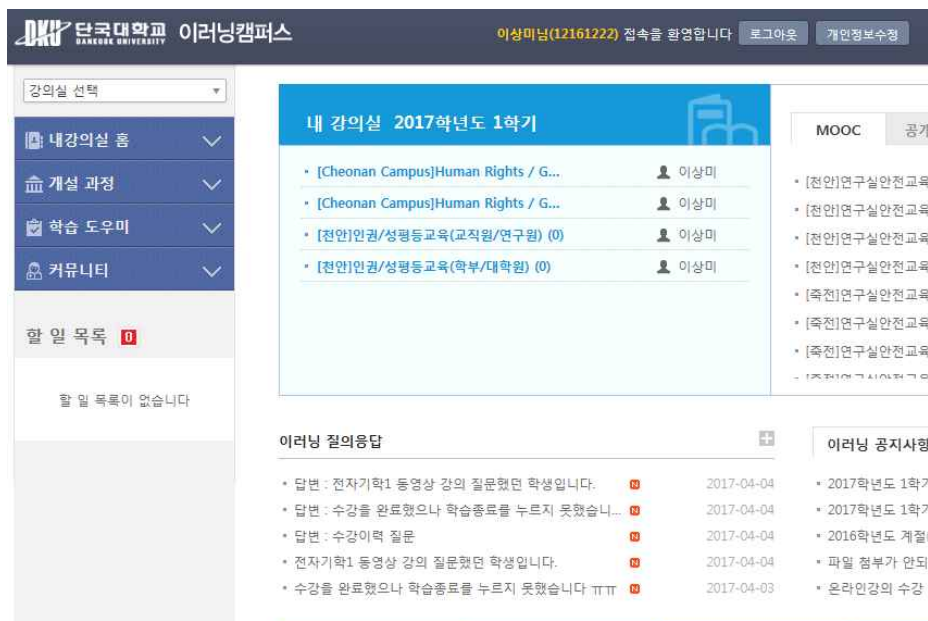 DKU 단국대학교 이러닝캠퍼스
DANKOOK UNIVERSITY
이상미님(12161222) 접속을 환영합니다 로그아웃 개인정보수정
강의실 선택
내강의실 홈
개설 과정
학습 도우미
커뮤니티
할 일 목록 0
할 일 목록이 없습니다
내 강의실 2017학년도 1학기
[Cheonan Campus]Human Rights / G... 이상미
[Cheonan Campus]Human Rights / G... 이상미
[천안]인권/성평등교육(교직원/연구원) (0) 이상미
[천안]인권/성평등교육(학부/대학원) (0) 이상미
MOOC 공개
[천안]연구실안전교육
[천안]연구실안전교육
[천안]연구실안전교육
[천안]연구실안전교육
[죽전]연구실안전교육
[죽전]연구실안전교육
[죽전]연구실안전교육
이러닝 질의응답
답변 : 전자기학1 동영상 강의 질문했던 학생입니다. N 2017-04-04
답변 : 수강을 완료했으나 학습종료를 누르지 못했습니... N 2017-04-04
답변 : 수강이력 질문 N 2017-04-04
전자기학1 동영상 강의 질문했던 학생입니다. N 2017-04-04
수강을 완료했으나 학습종료를 누르지 못했습니다 ㅠㅠ N 2017-04-03
이러닝 공지사항
2017학년도 1학기
2017학년도 1학기
2016학년도 계절
파일 첨부가 안되
온라인강의 수강